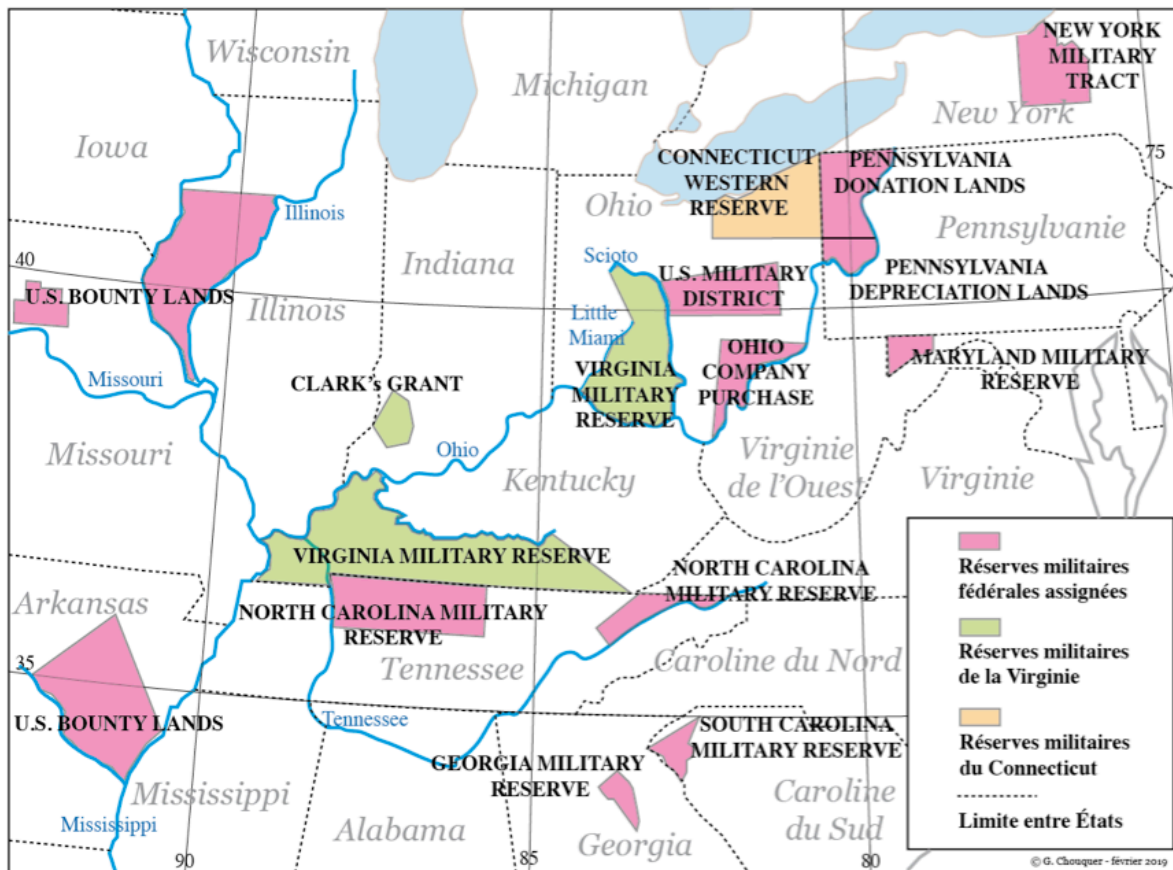 Wisconsin
Michigan
NEW YORK
MILITARY
TRACT
New York
Iowa
75
CONNECTICUT
WESTERN
RESERVE
PENNSYLVANIA
DONATION LANDS
Illinois
Ohio
Pennsylvanie
40
Indiana
Scioto
U.S. MILITARY
DISTRICT
PENNSYLVANIA
DEPRECIATION LANDS
U.S. BOUNTY LANDS
Illinois
Little
Miami
OHIO
COMPANY
PURCHASE
MARYLAND MILITARY
RESERVE
Missouri
CLARK's GRANT
VIRGINIA
MILITARY
RESERVE
Missouri
Ohio
Kentucky
Virginie
de l'Ouest
Virginie
VIRGINIA MILITARY RESERVE
NORTH CAROLINA
MILITARY RESERVE
Arkansas
NORTH CAROLINA MILITARY
RESERVE
Tennessee
Caroline du Nord
35
U.S. BOUNTY LANDS
Tennessee
SOUTH CAROLINA
MILITARY RESERVE
GEORGIA MILITARY
RESERVE
Mississippi
Mississippi
Alabama
Georgia
Caroline
du Sud
90
85
80
Réserves militaires
fédérales assignées
Réserves militaires
de la Virginie
Réserves militaires
du Connecticut
Limite entre États
© G. Chouquer - février 2019